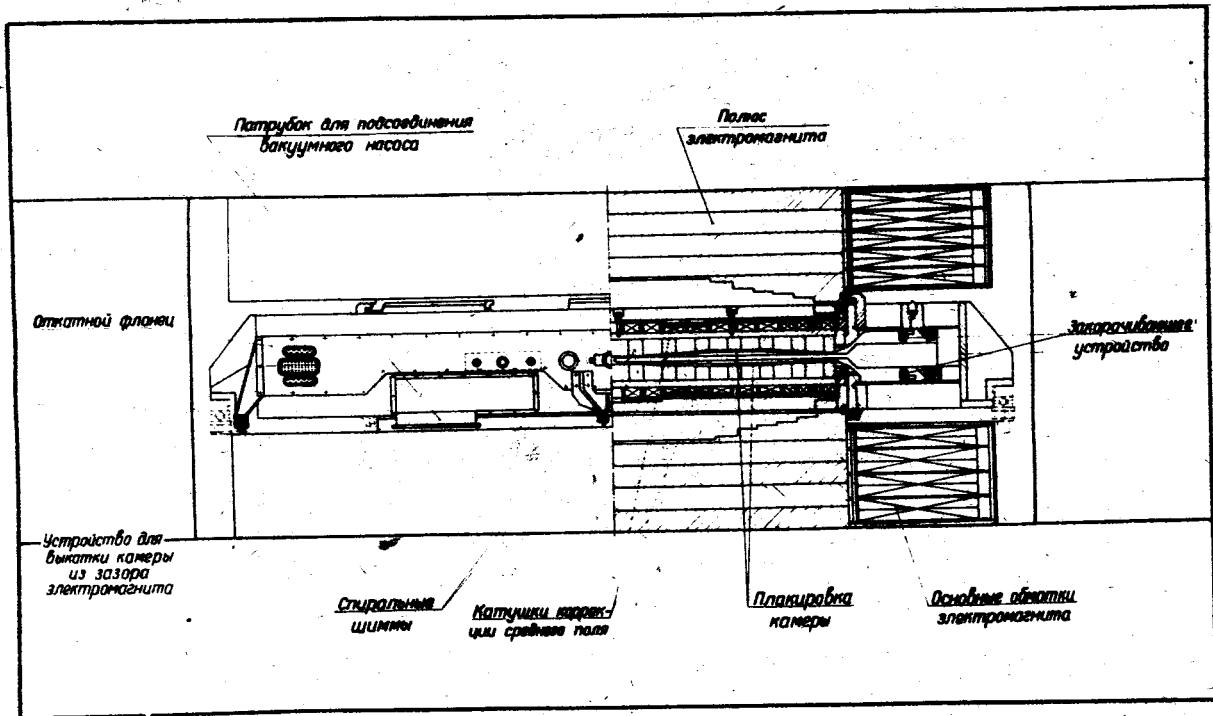 Патрубок для подсоединения
вакуумного насоса
Полюс
электромагнита
Откатной фланец
Закорачивающее
устройство
Устройство для
выкатки камеры
из зазора
электромагнита
Спиральные
шиммы
Катушки коррек-
ции среднего поля
Плакировка
камеры
Основные обмотки
электромагнита